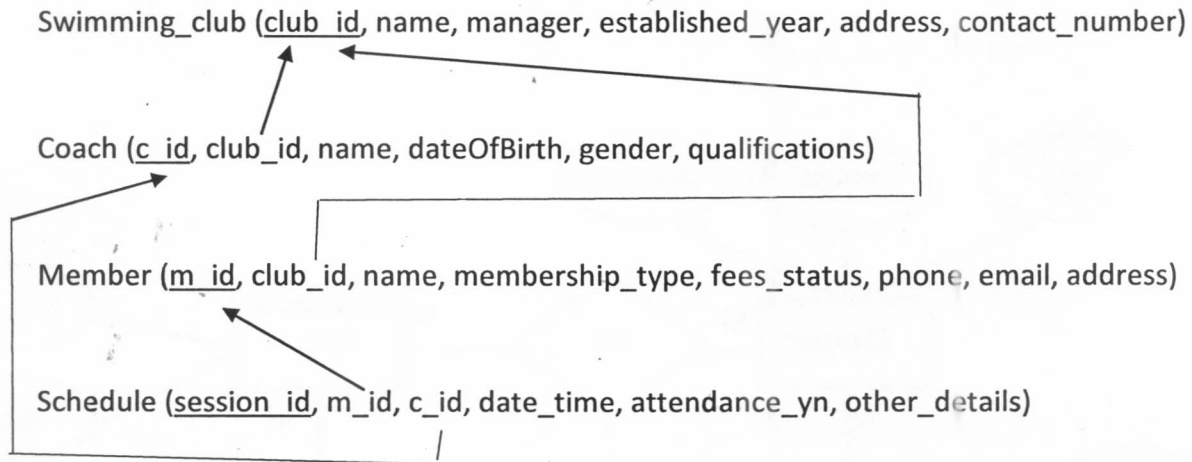 Swimming_club (club_id, name, manager, established_year, address, contact_number)
Coach (c_id, club_id, name, dateOfBirth, gender, qualifications)
Member (m_id, club_id, name, membership_type, fees_status, phone, email, address)
Schedule (session_id, m_id, c_id, date_time, attendance_yn, other_details)